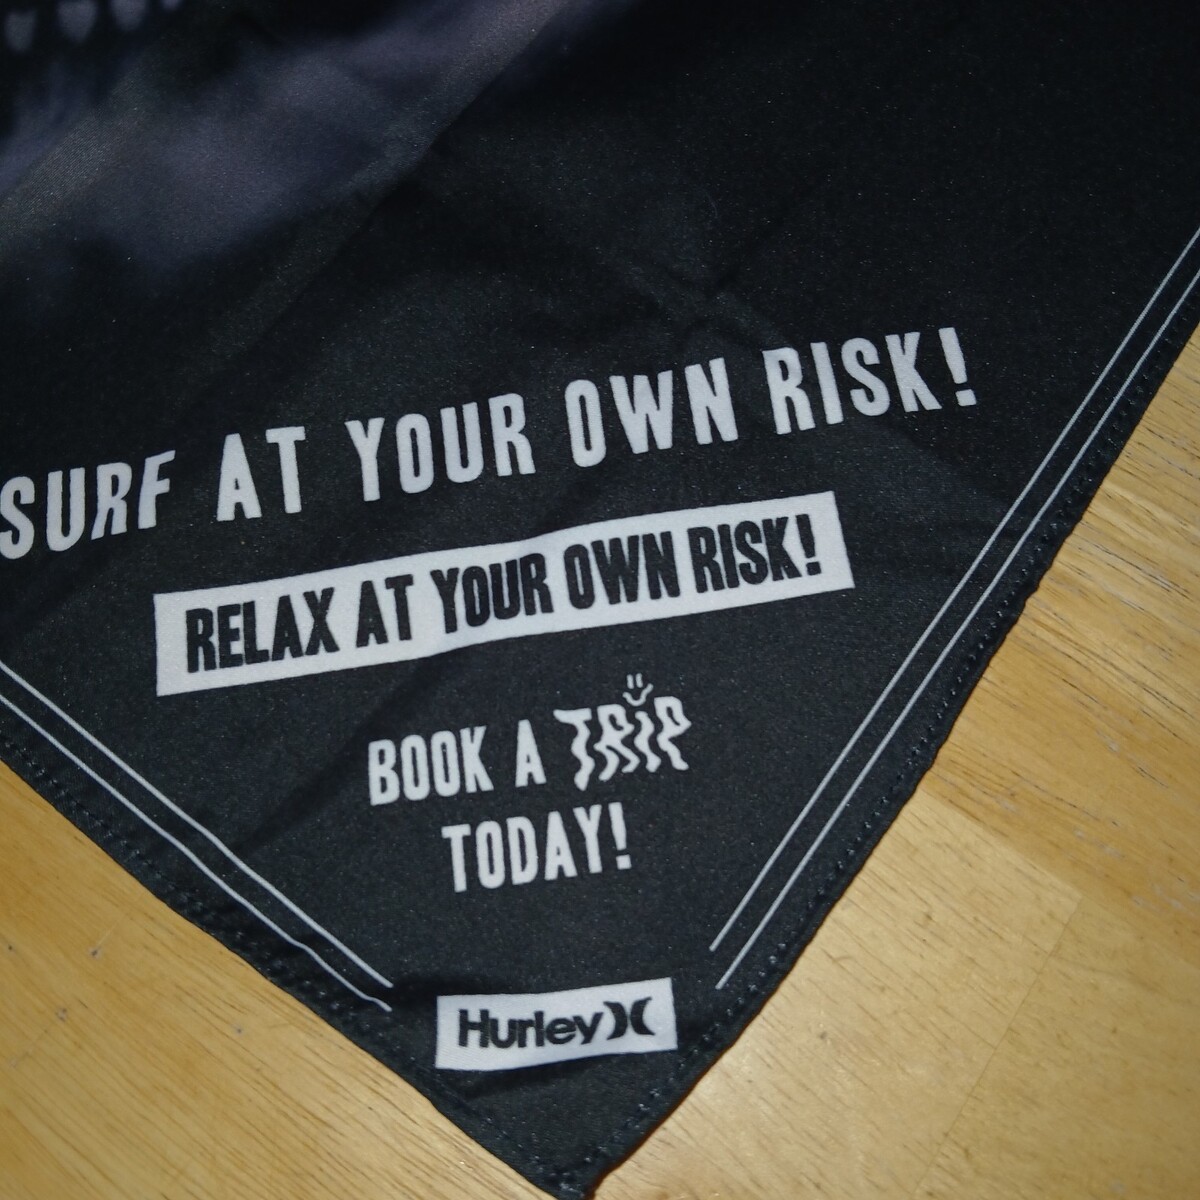 SURF AT YOUR OWN RISK!
RELAX AT YOUR OWN RISK!
BOOK A TRiP
TODAY!
Hurley